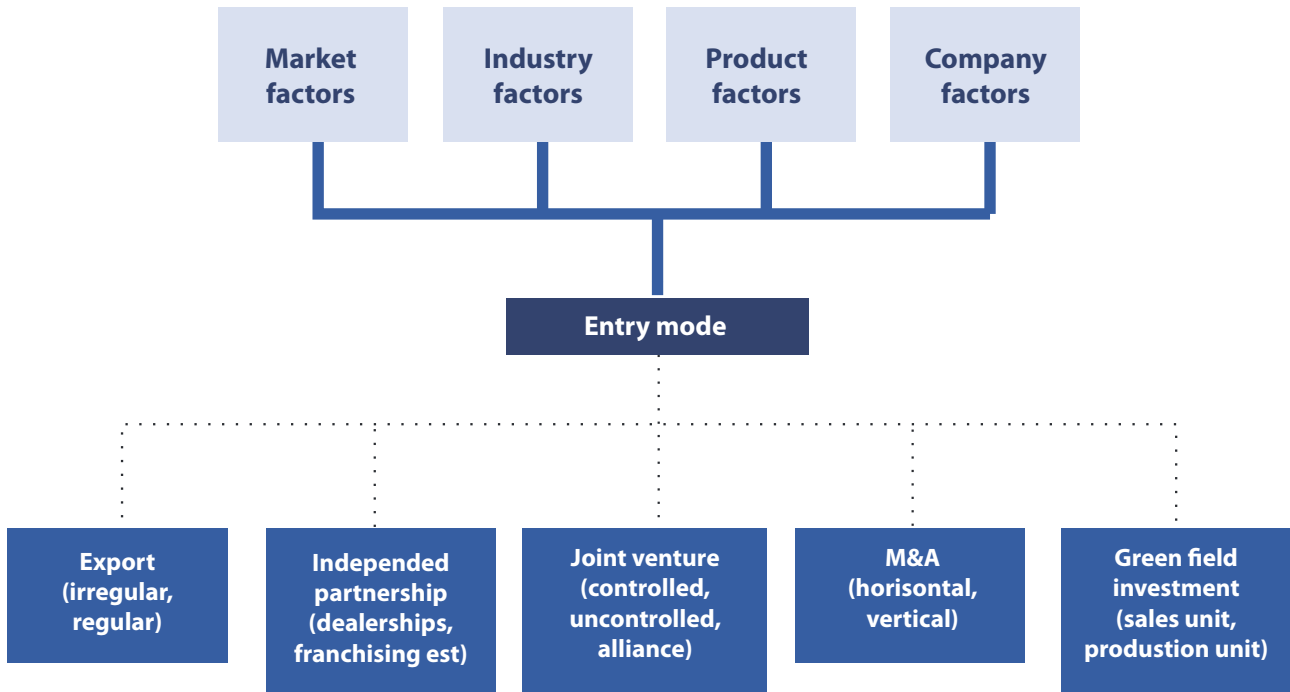 Market
factors
Industry
factors
Product
factors
Company
factors
Entry mode
Export
(irregular,
regular)
Independed
partnership
(dealerships,
franchising est)
Joint venture
(controlled,
uncontrolled,
alliance)
M&A
(horisontal,
vertical)
Green field
investment
(sales unit,
produstion unit)